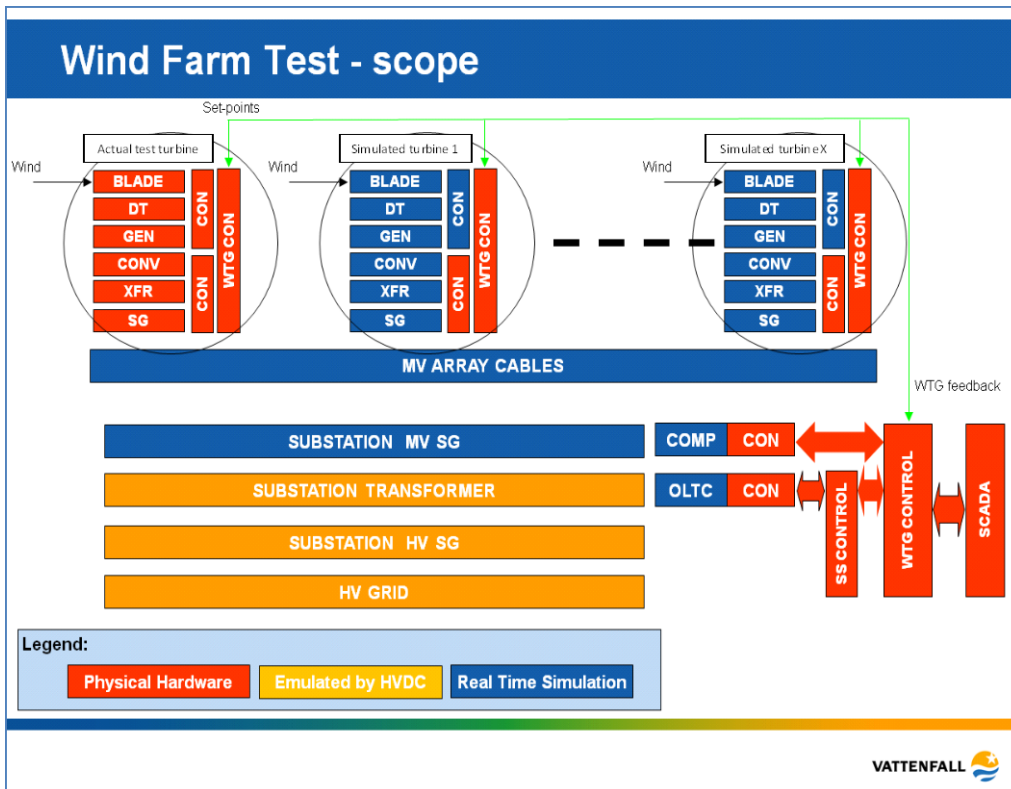 Wind Farm Test - scope
Set-points
Actual test turbine
Simulated turbine 1
Simulated turbineX
Wind
Wind
Wind
BLADE
DT
GEN
CONV
XFR
SG
CON
CON
WTG CON
BLADE
DT
GEN
CONV
XFR
SG
CON
CON
WTG CON
BLADE
DT
GEN
CONV
XFR
SG
CON
CON
WTG CON
MV ARRAY CABLES
WTG feedback
SUBSTATION MV SG
COMP CON
SUBSTATION TRANSFORMER
OLTC CON
SUBSTATION HV SG
HV GRID
SS CONTROL
WTG CONTROL
SCADA
Legend:
Physical Hardware
Emulated by HVDC
Real Time Simulation
VATTENFALL